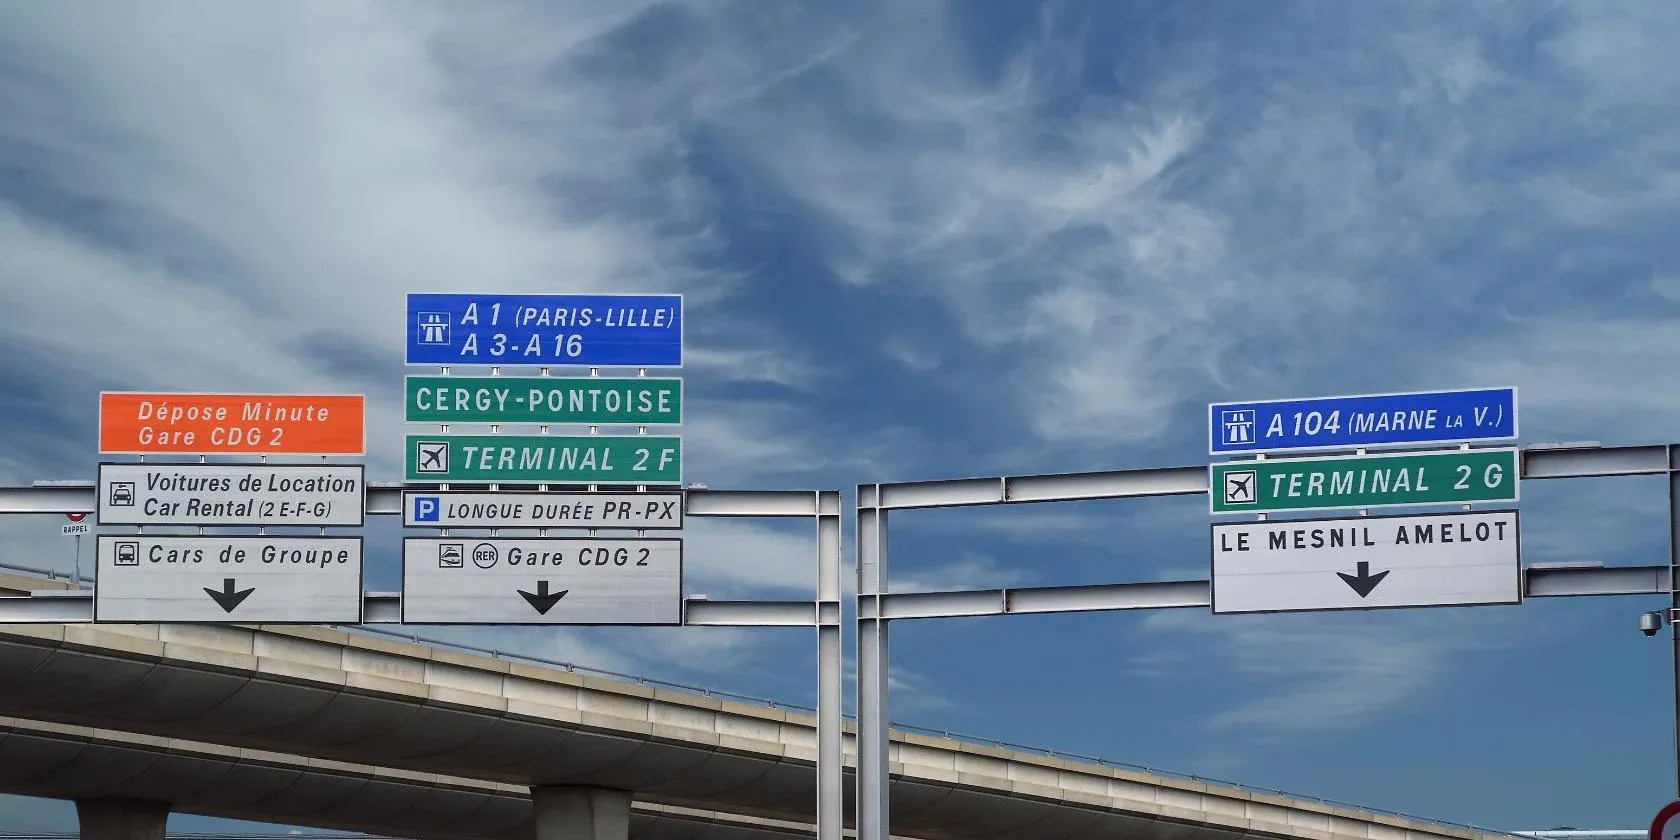 Dépose Minute
Gare CDG 2
Voitures de Location
Car Rental (2 E-F-G)
Cars de Groupe
RAPPEL
A 1 (PARIS-LILLE)
A 3-A 16
CERGY-PONTOISE
TERMINAL 2 F
P LONGUE DURÉE PR-PX
RER Gare CDG 2
A 104 (MARNE LA V.)
TERMINAL 2 G
LE MESNIL AMELOT